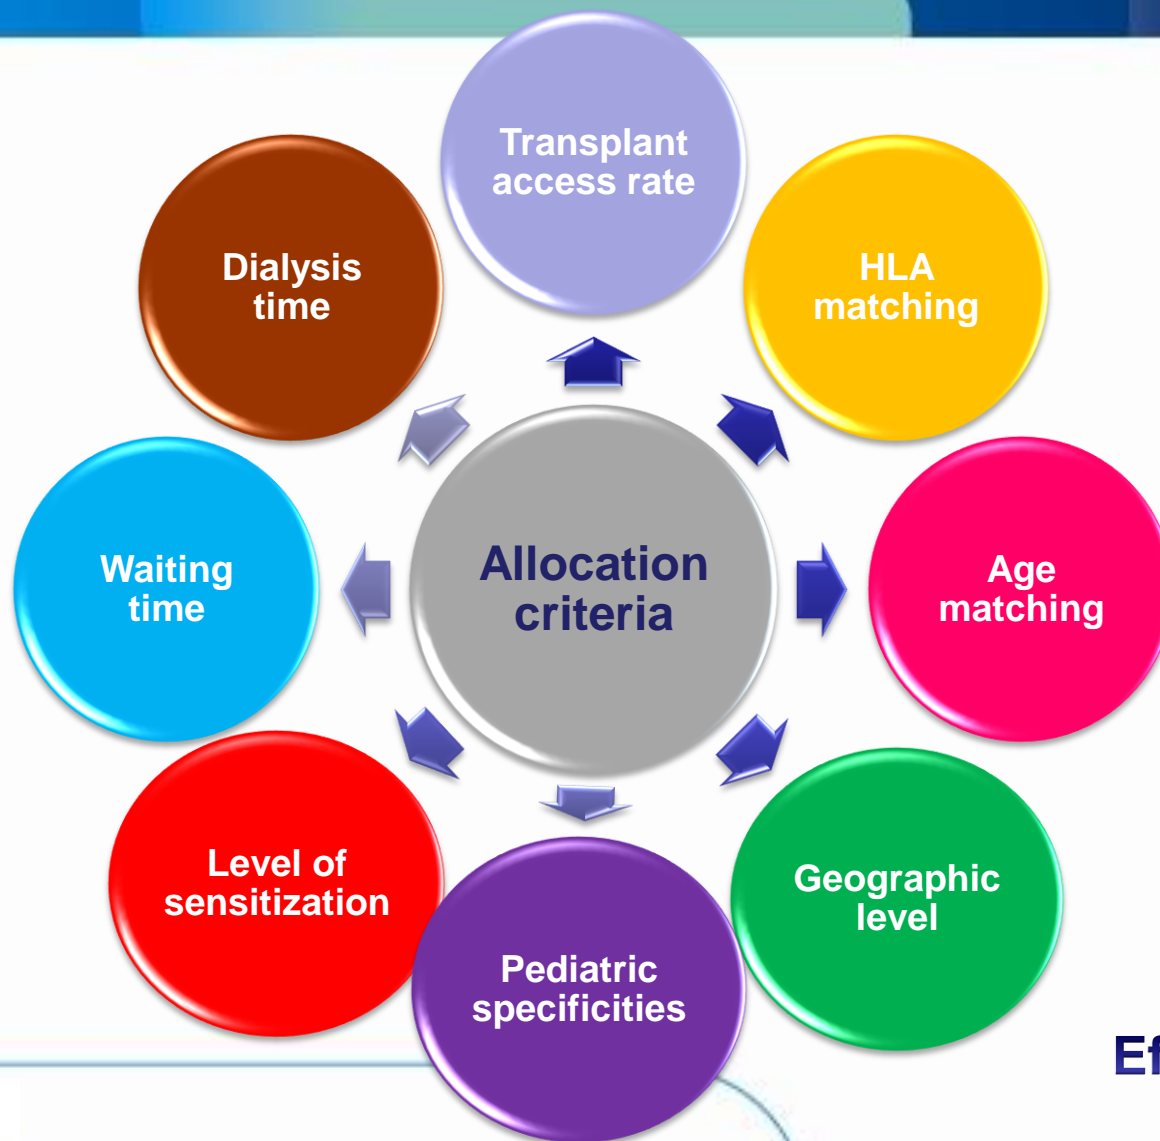 Transplant
access rate
HLA
matching
Age
matching
Geographic
level
Pediatric
specificities
Level of
sensitization
Waiting
time
Dialysis
time
Allocation
criteria